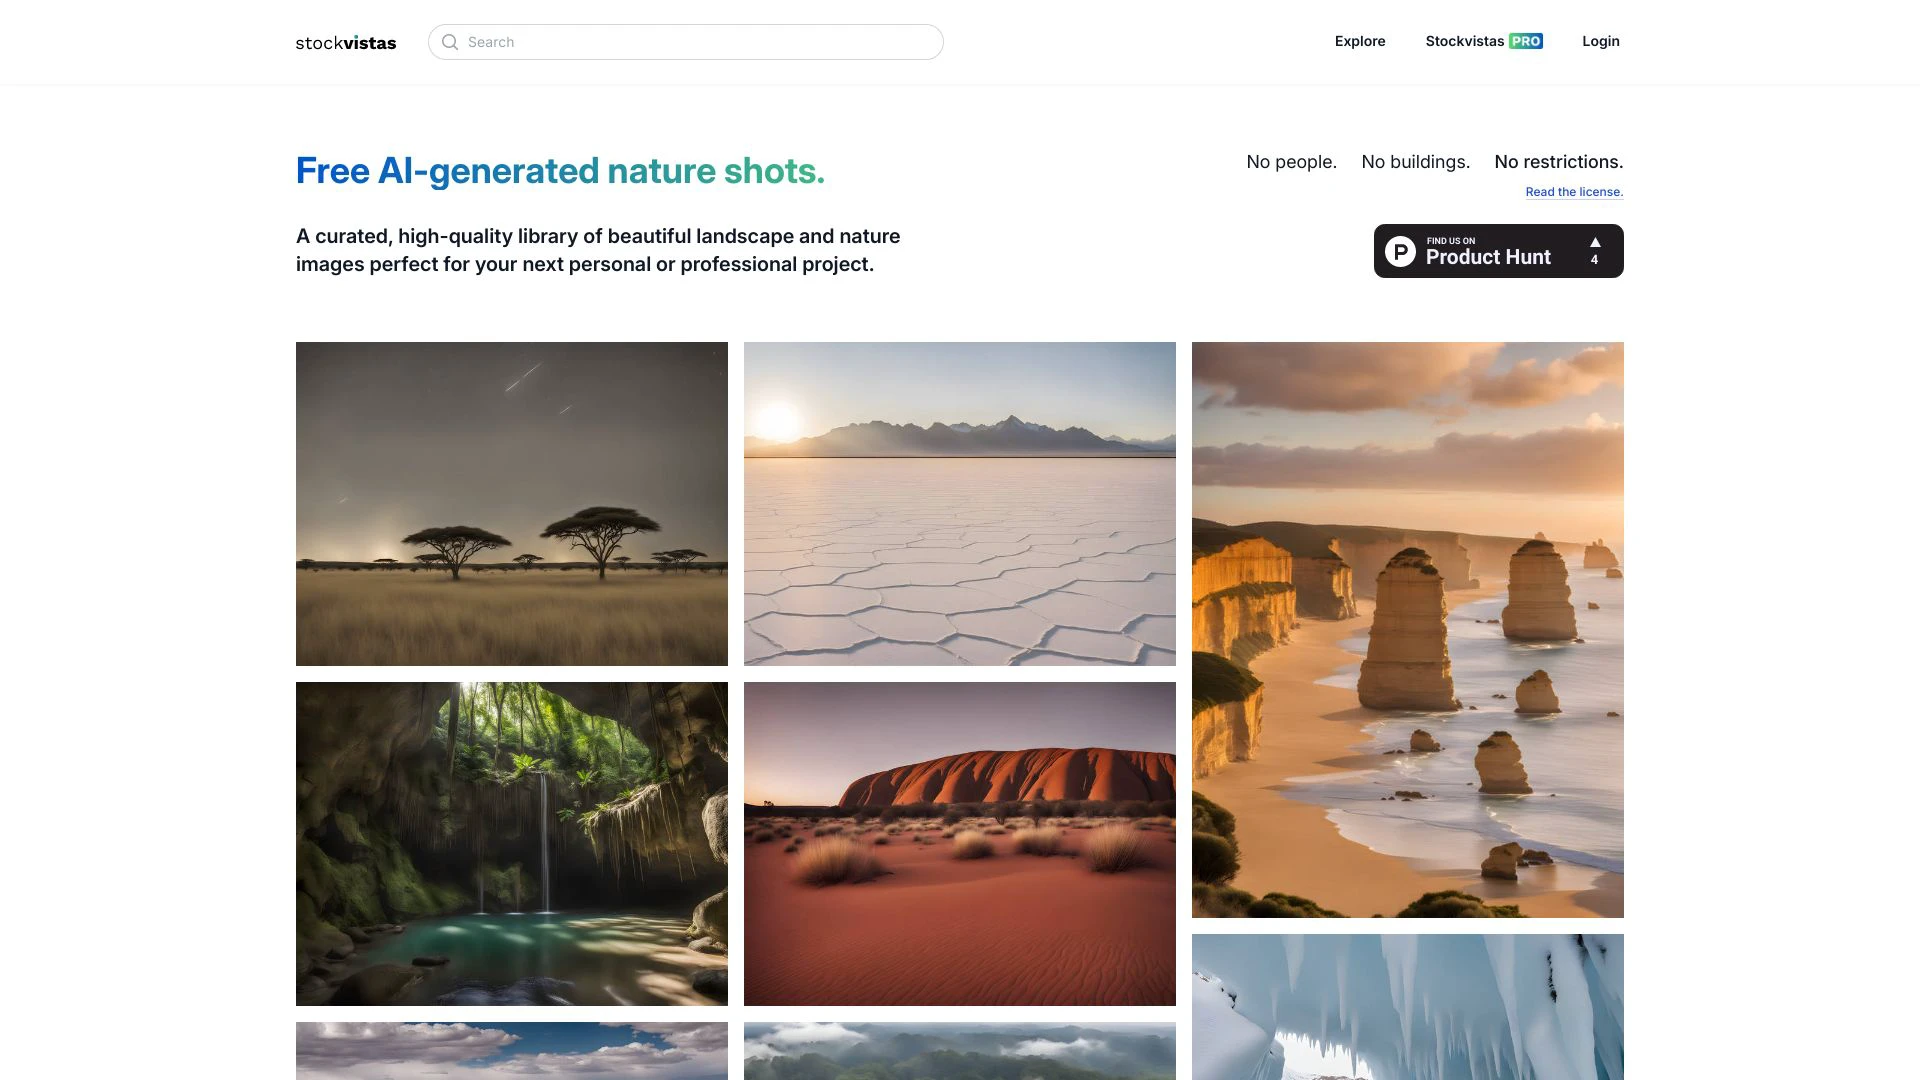 stockvistas
Search
Explore
Stockvistas PRO
Login
Free AI-generated nature shots.
No people. No buildings. No restrictions.
Read the license.
A curated, high-quality library of beautiful landscape and nature
images perfect for your next personal or professional project.
P
FIND US ON
Product Hunt
▲
4